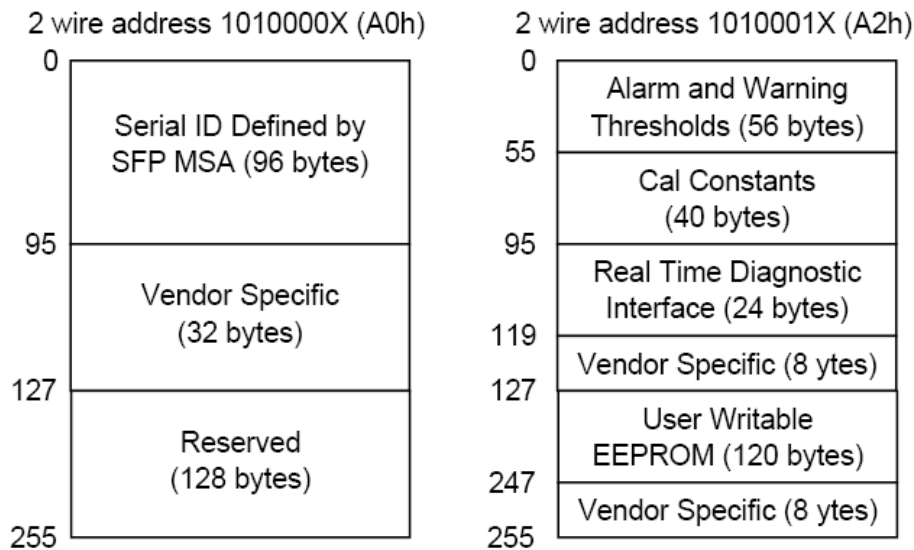 2 wire address 1010000X (A0h)
0
Serial ID Defined by
SFP MSA (96 bytes)
95
Vendor Specific
(32 bytes)
127
Reserved
(128 bytes)
255
2 wire address 1010001X (A2h)
0
Alarm and Warning
Thresholds (56 bytes)
55
Cal Constants
(40 bytes)
95
Real Time Diagnostic
Interface (24 bytes)
119
Vendor Specific (8 ytes)
127
User Writable
EEPROM (120 bytes)
247
Vendor Specific (8 ytes)
255